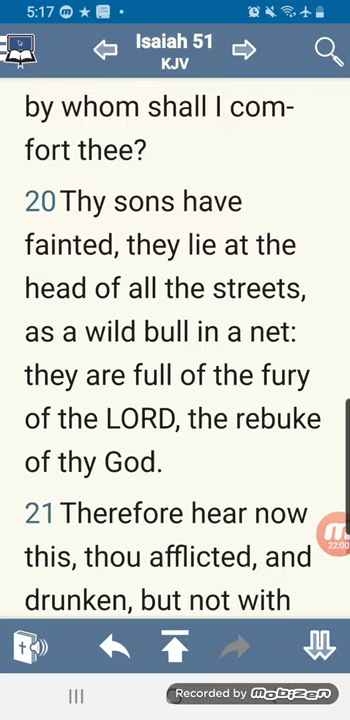 5:17
Isaiah 51
KJV
by whom shall I com-
fort thee?
20 Thy sons have
fainted, they lie at the
head of all the streets,
as a wild bull in a net:
they are full of the fury
of the LORD, the rebuke
of thy God.
21 Therefore hear now
this, thou afflicted, and
drunken, but not with
22:00
Recorded by mobizen